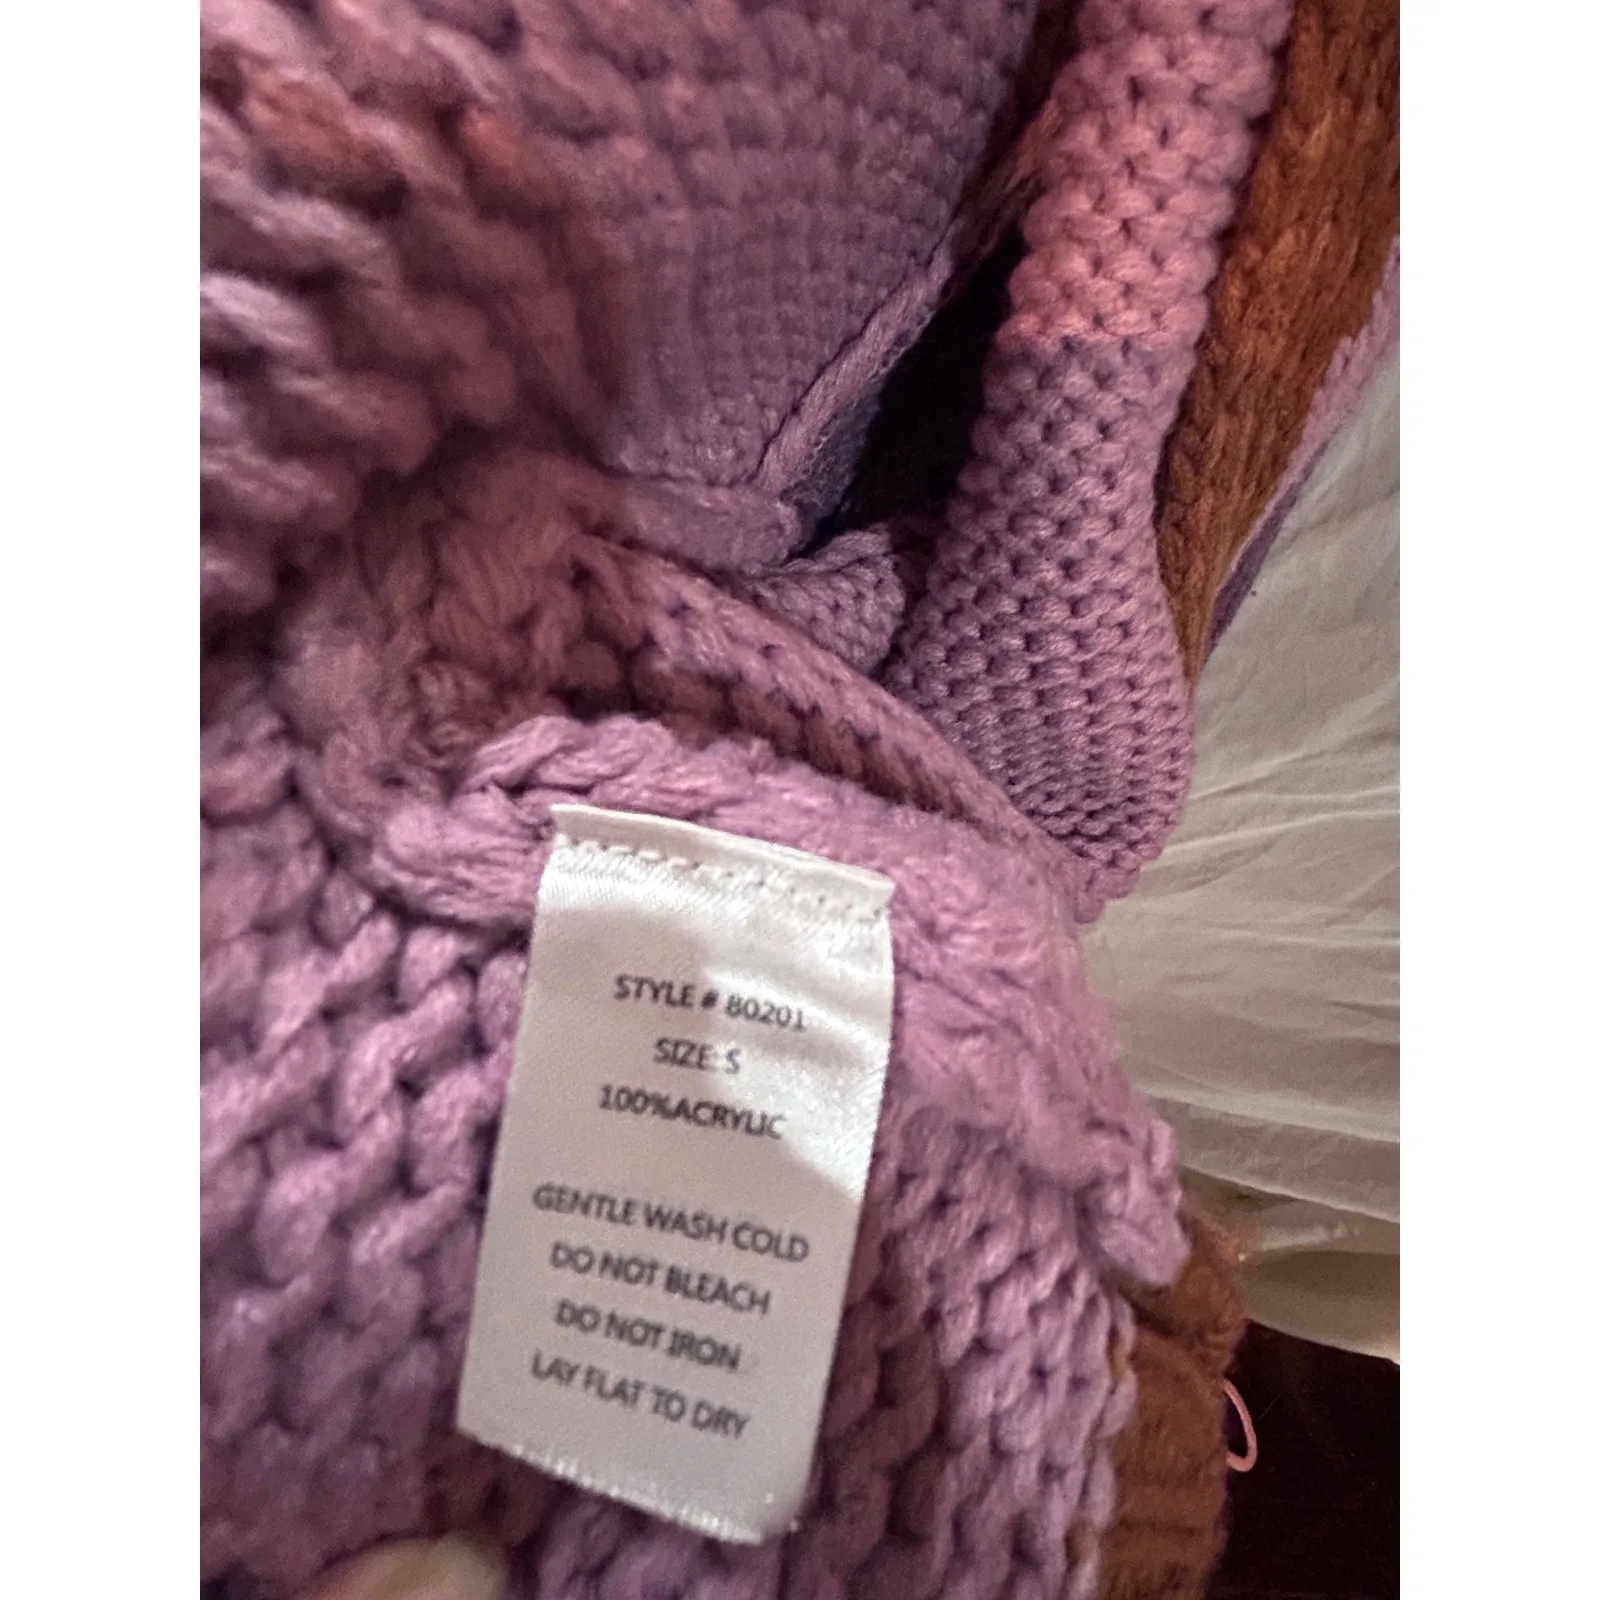 STYLE # 80201
SIZE: S
100%ACRYLIC
GENTLE WASH COLD
DO NOT BLEACH
DO NOT IRON
LAY FLAT TO DRY